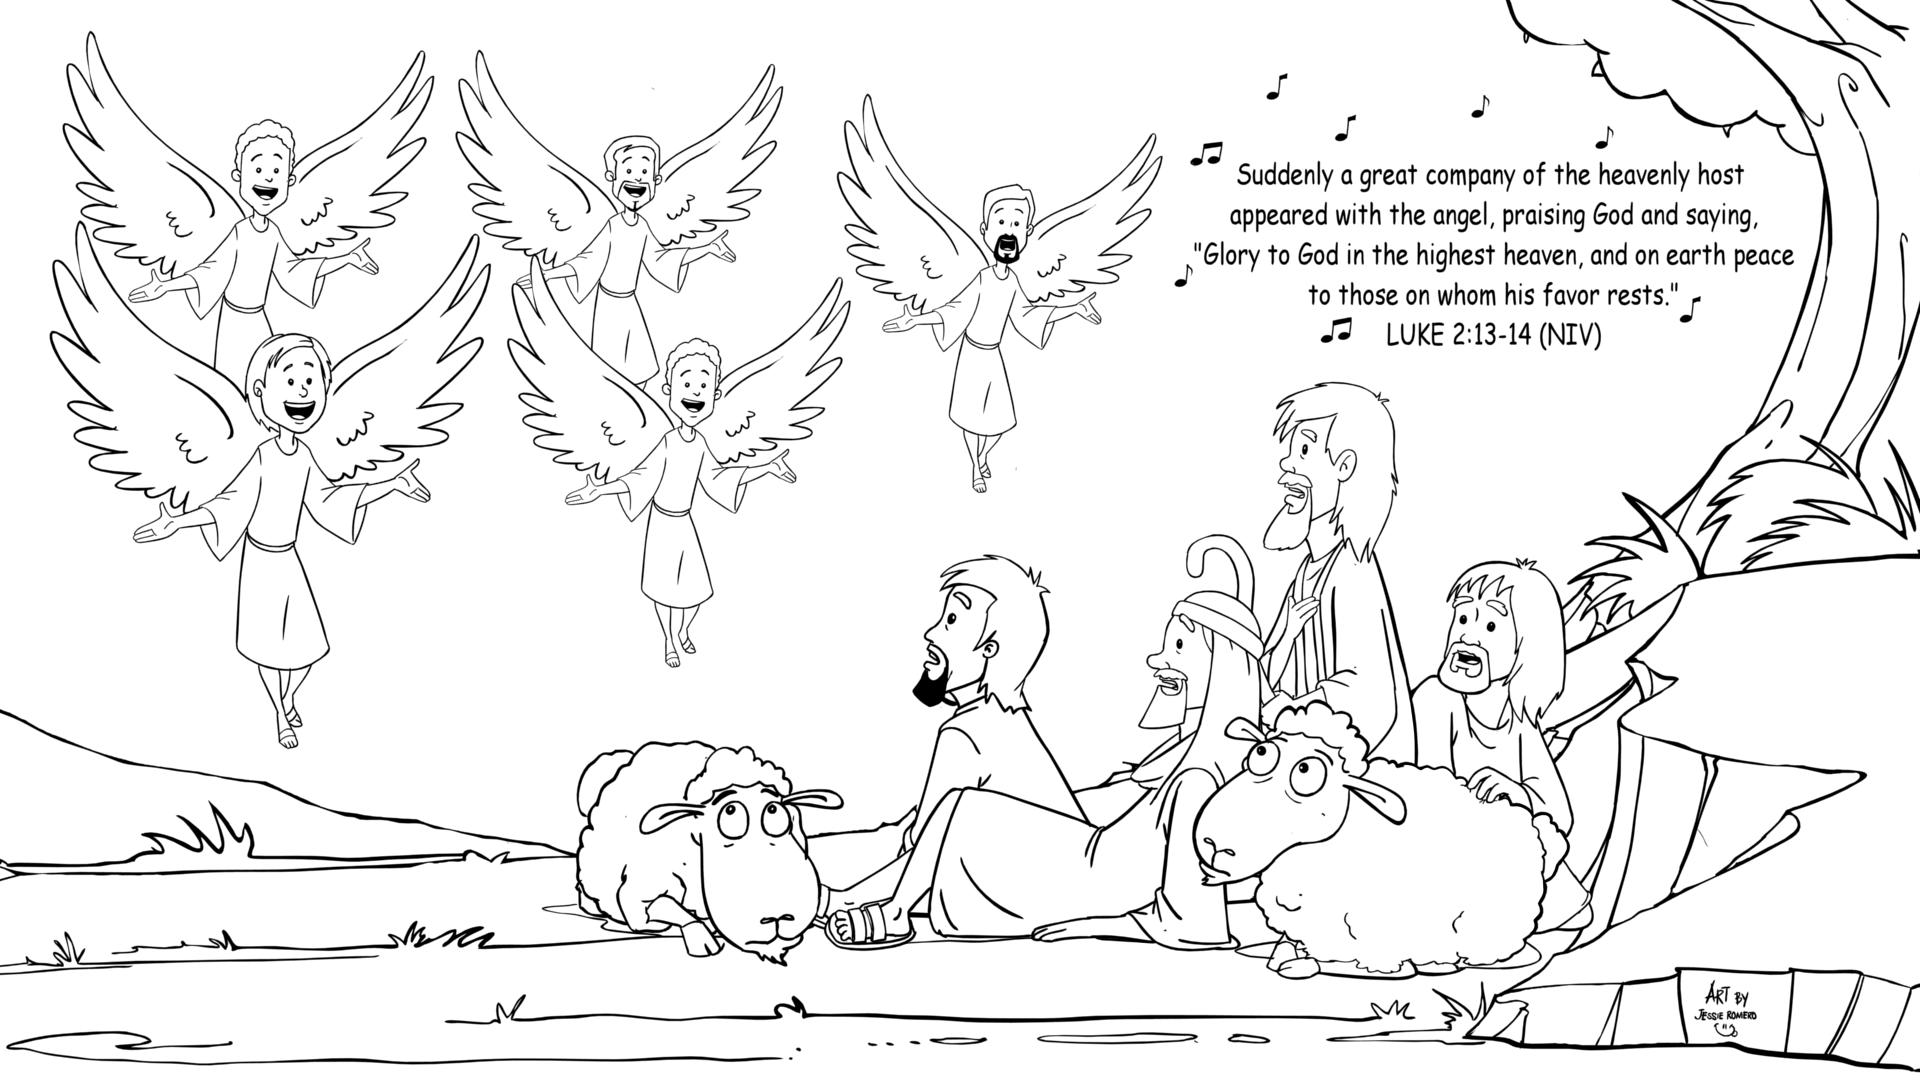 Suddenly a great company of the heavenly host
appeared with the angel, praising God and saying,
"Glory to God in the highest heaven, and on earth peace
to those on whom his favor rests."
LUKE 2:13-14 (NIV)
ART BY
JESSIE ROMERO